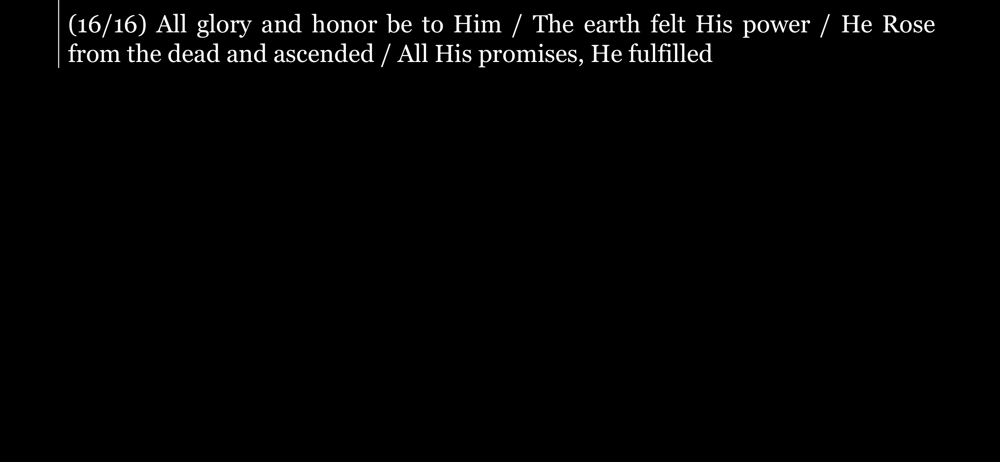 (16/16) All glory and honor be to Him / The earth felt His power / He Rose
from the dead and ascended / All His promises, He fulfilled